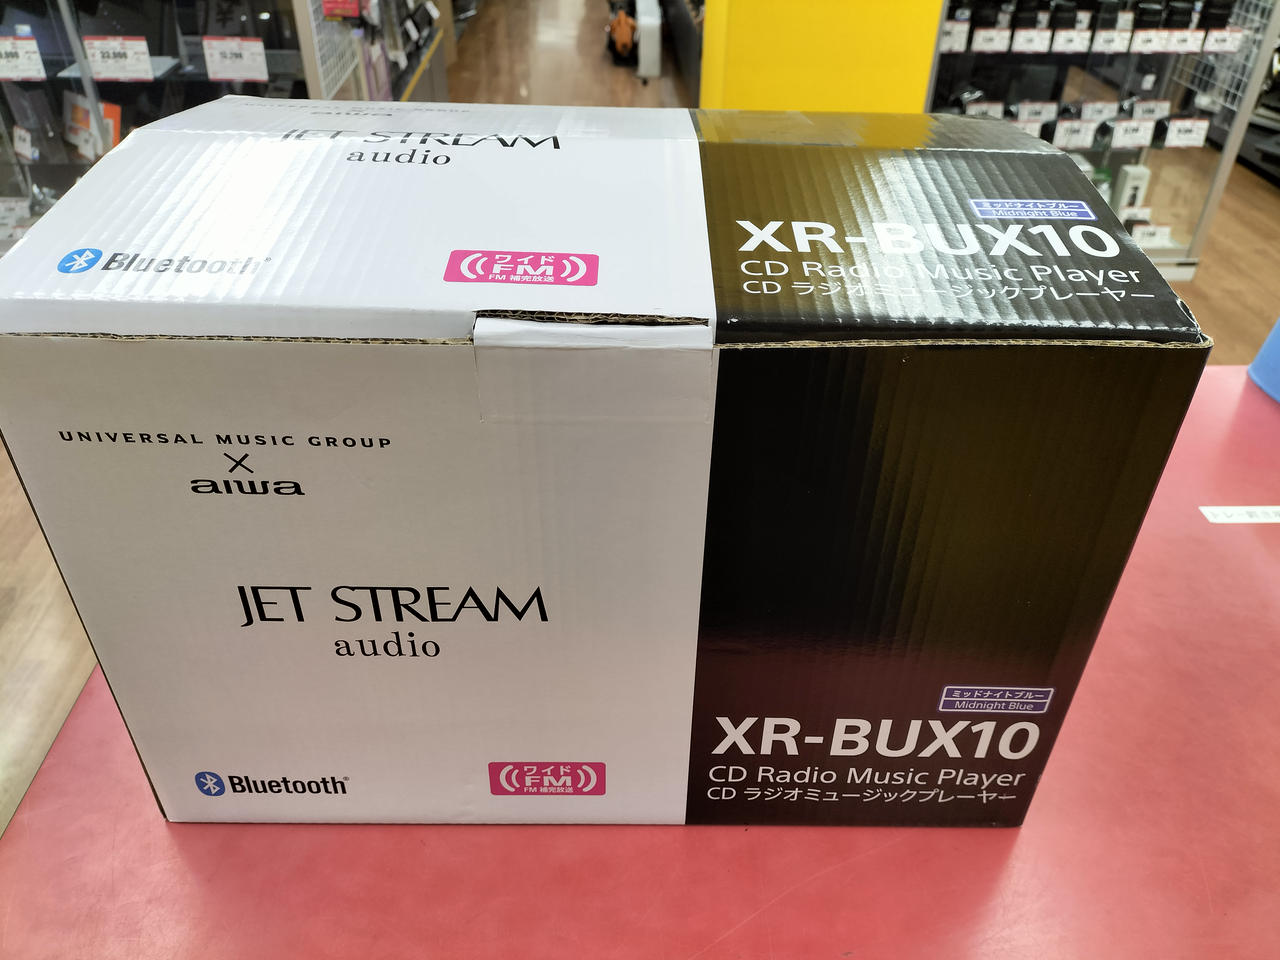 aiwa
JET STREAM
audio
Bluetooth®
ワイド
FM
FM 補完放送
ミッドナイトブルー
Midnight Blue
XR-BUX10
CD Radio Music Player
CD ラジオミュージックプレーヤー
UNIVERSAL MUSIC GROUP
×
aiwa
JET STREAM
audio
Bluetooth®
ワイド
FM
FM 補完放送
ミッドナイトブルー
Midnight Blue
XR-BUX10
CD Radio Music Player
CD ラジオミュージックプレーヤー